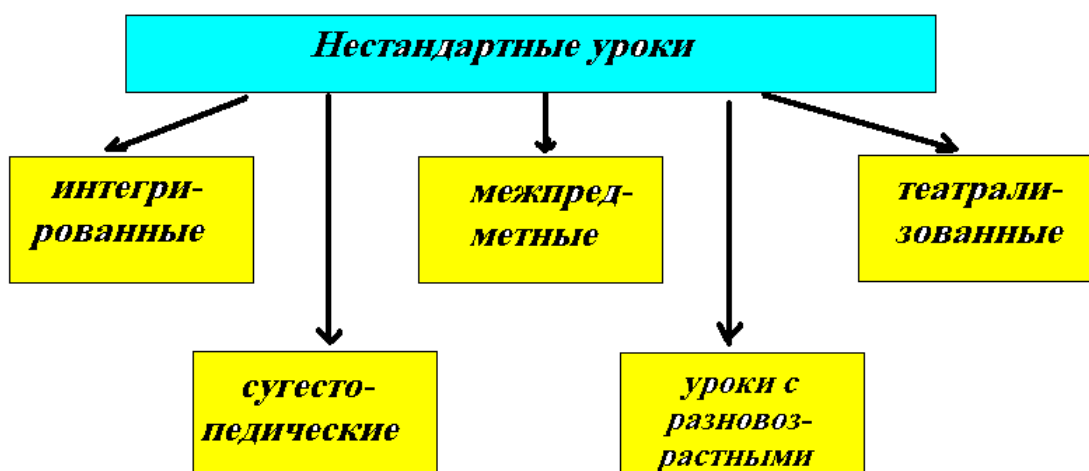 Нестандартные уроки
интегри-
рованные
межпред-
метные
театрали-
зованные
сугесто-
педические
уроки с
разновоз-
растными